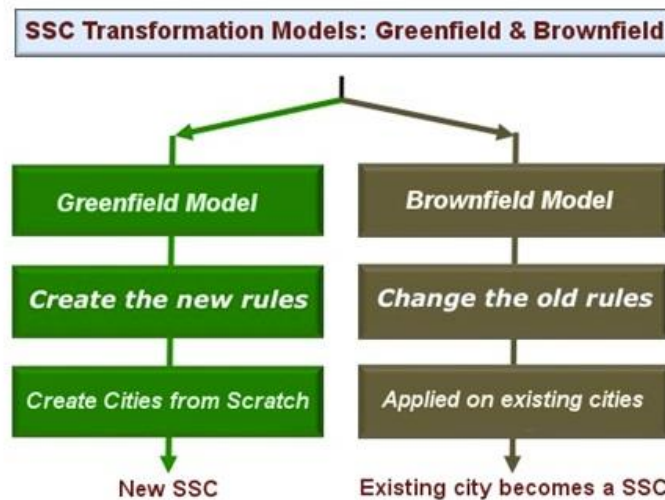 SSC Transformation Models: Greenfield & Brownfield
Greenfield Model
Create the new rules
Create Cities from Scratch
New SSC
Brownfield Model
Change the old rules
Applied on existing cities
Existing city becomes a SSC